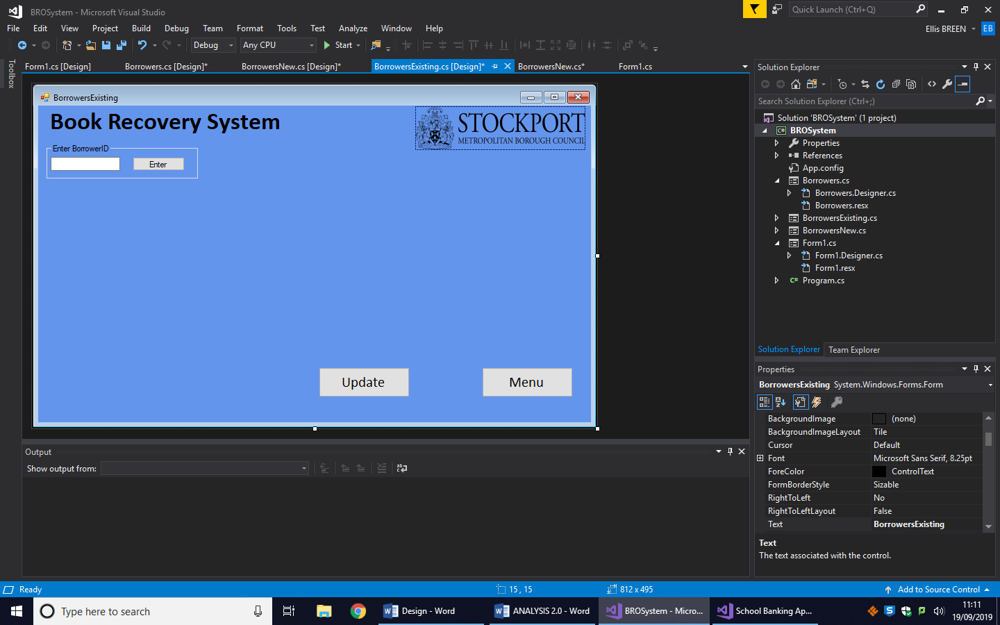 BROSystem - Microsoft Visual Studio
Quick Launch (Ctrl+Q)
File Edit View Project Build Debug Team Format Tools Test Analyze Window Help
Ellis BREEN EB
Debug Any CPU Start
Toolbox
Form1.cs [Design] Borrowers.cs [Design]* BorrowersNew.cs [Design]* BorrowersExisting.cs [Design]* BorrowersNew.cs* Form1.cs
BorrowersExisting
Book Recovery System
STOCKPORT
METROPOLITAN BOROUGH COUNCIL
Enter BorrowerID
Enter
Update Menu
Output
Show output from:
Solution Explorer
Search Solution Explorer (Ctrl+;)
Solution 'BROSystem' (1 project)
C# BROSystem
Properties
References
App.config
Borrowers.cs
Borrowers.Designer.cs
Borrowers.resx
BorrowersExisting.cs
BorrowersNew.cs
Form1.cs
Form1.Designer.cs
Form1.resx
C# Program.cs
Solution Explorer Team Explorer
Properties
BorrowersExisting System.Windows.Forms.Form
BackgroundImage (none)
BackgroundImageLayout Tile
Cursor Default
Font Microsoft Sans Serif, 8.25pt
ForeColor ControlText
FormBorderStyle Sizable
RightToLeft No
RightToLeftLayout False
Text BorrowersExisting
Text
The text associated with the control.
Ready 15 , 15 812 x 495 Add to Source Control
Type here to search
Design - Word ANALYSIS 2.0 - Word BROSystem - Micro... School Banking Ap...
11:11
19/09/2019